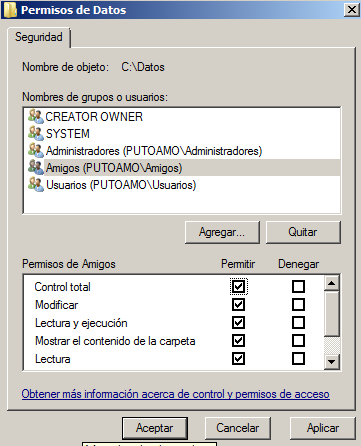 Permisos de Datos
Seguridad
Nombre de objeto: C:\Datos
Nombres de grupos o usuarios:
CREATOR OWNER
SYSTEM
Administradores (PUTOAMO\Administradores)
Amigos (PUTOAMO\Amigos)
Usuarios (PUTOAMO\Usuarios)
Agregar... Quitar
Permisos de Amigos Permitir Denegar
Control total
Modificar
Lectura y ejecución
Mostrar el contenido de la carpeta
Lectura
Obtener más información acerca de control y permisos de acceso
Aceptar Cancelar Aplicar